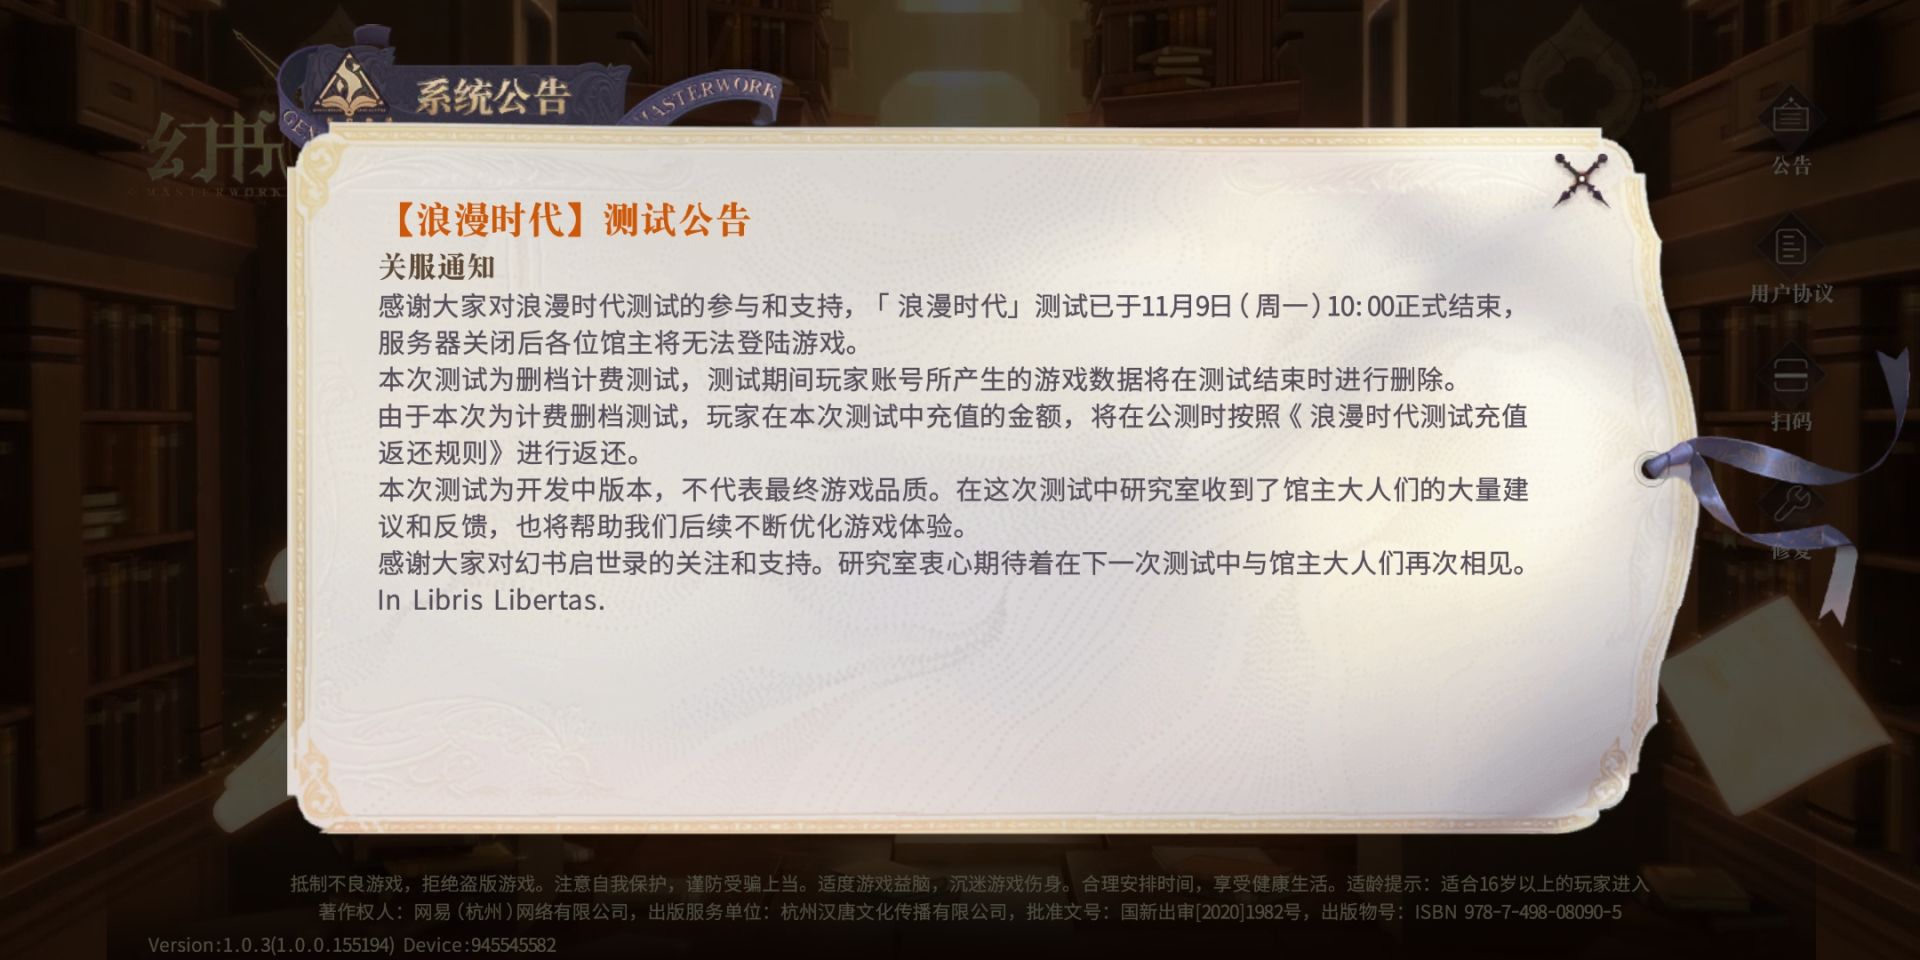 系统公告
MASTERWORK
幻书
MASTERWORK
公告
【浪漫时代】测试公告
关服通知
感谢大家对浪漫时代测试的参与和支持，「浪漫时代」测试已于11月9日（周一）10:00正式结束，
服务器关闭后各位馆主将无法登陆游戏。
本次测试为删档计费测试，测试期间玩家账号所产生的游戏数据将在测试结束时进行删除。
由于本次为计费删档测试，玩家在本次测试中充值的金额，将在公测时按照《浪漫时代测试充值
返还规则》进行返还。
本次测试为开发中版本，不代表最终游戏品质。在这次测试中研究室收到了馆主大人们的大量建
议和反馈，也将帮助我们后续不断优化游戏体验。
感谢大家对幻书启世录的关注和支持。研究室衷心期待着在下一次测试中与馆主大人们再次相见。
In Libris Libertas.
用户协议
扫码
修复
抵制不良游戏，拒绝盗版游戏。注意自我保护，谨防受骗上当。适度游戏益脑，沉迷游戏伤身。合理安排时间，享受健康生活。适龄提示：适合16岁以上的玩家进入
著作权人：网易（杭州）网络有限公司，出版服务单位：杭州汉唐文化传播有限公司，批准文号：国新出审[2020]1982号，出版物号：ISBN 978-7-498-08090-5
Version:1.0.3(1.0.0.155194) Device:945545582